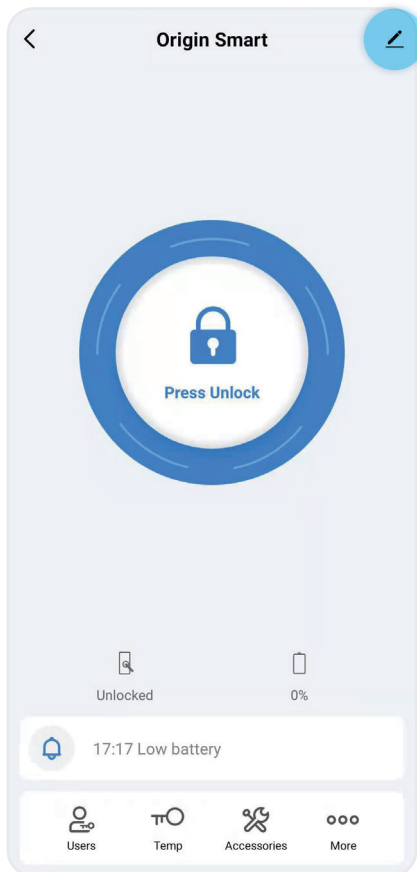 Origin Smart
Press Unlock
Unlocked 0%
17:17 Low battery
Users Temp Accessories More